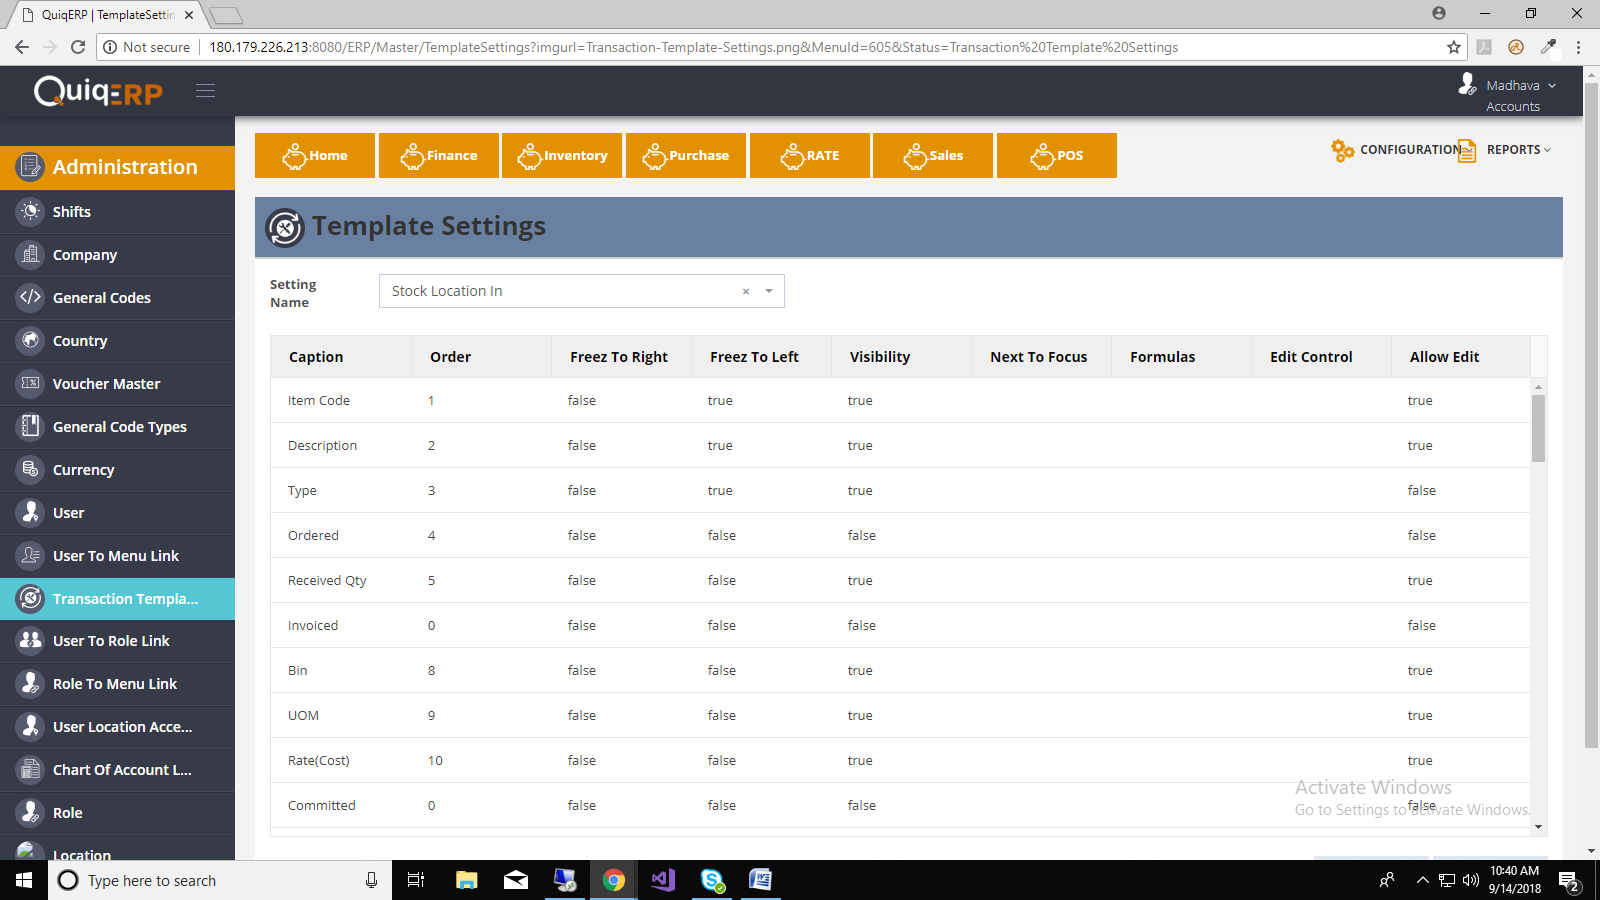 QuiqERP | TemplateSettin
Not secure 180.179.226.213:8080/ERP/Master/TemplateSettings?imgurl=Transaction-Template-Settings.png&MenuId=605&Status=Transaction%20Template%20Settings
QuiqERP
Madhava
Accounts
Home Finance Inventory Purchase RATE Sales POS
CONFIGURATION REPORTS
Administration
Shifts
Company
General Codes
Country
Voucher Master
General Code Types
Currency
User
User To Menu Link
Transaction Templa...
User To Role Link
Role To Menu Link
User Location Acce...
Chart Of Account L...
Role
Location
Template Settings
Setting
Name
Stock Location In
Caption Order Freez To Right Freez To Left Visibility Next To Focus Formulas Edit Control Allow Edit
Item Code 1 false true true true
Description 2 false true true true
Type 3 false true true false
Ordered 4 false false false false
Received Qty 5 false false true true
Invoiced 0 false false false false
Bin 8 false false true true
UOM 9 false false true true
Rate(Cost) 10 false false true true
Committed 0 false false false false
Activate Windows
Go to Settings to activate Windows.
Type here to search
10:40 AM
9/14/2018
2